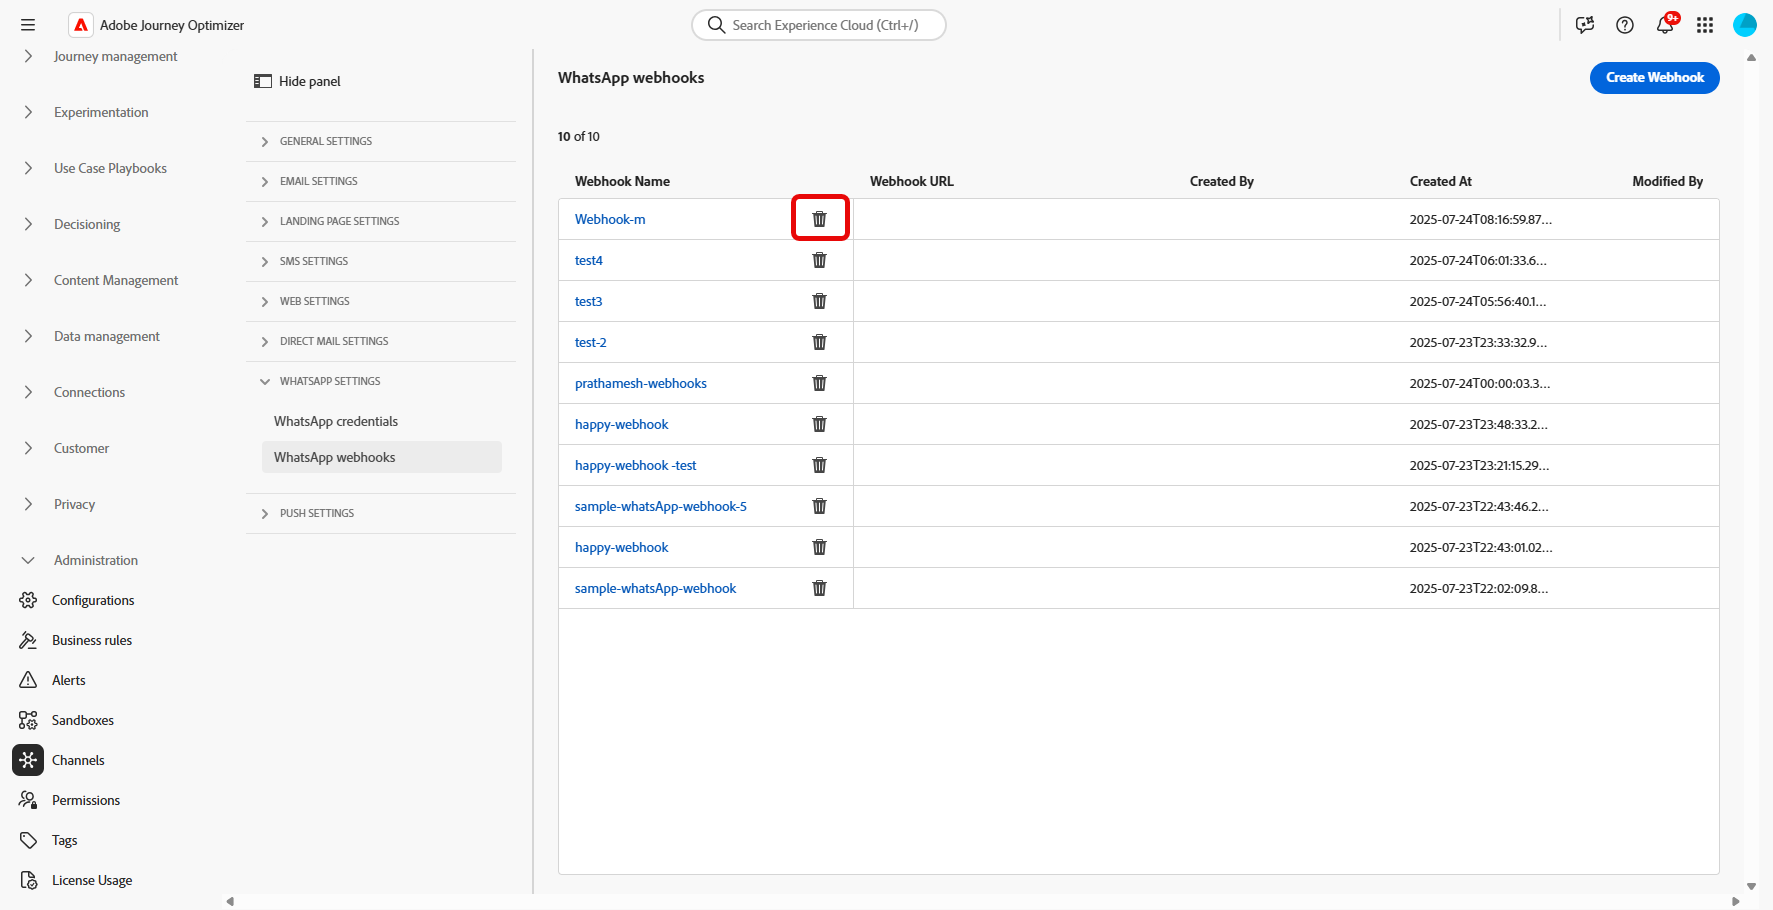 Adobe Journey Optimizer
Search Experience Cloud (Ctrl+/)
9+
Journey management
Experimentation
Use Case Playbooks
Decisioning
Content Management
Data management
Connections
Customer
Privacy
Administration
Configurations
Business rules
Alerts
Sandboxes
Channels
Permissions
Tags
License Usage
Hide panel
GENERAL SETTINGS
EMAIL SETTINGS
LANDING PAGE SETTINGS
SMS SETTINGS
WEB SETTINGS
DIRECT MAIL SETTINGS
WHATSAPP SETTINGS
WhatsApp credentials
WhatsApp webhooks
PUSH SETTINGS
WhatsApp webhooks
Create Webhook
10 of 10
Webhook Name Webhook URL Created By Created At Modified By
Webhook-m 2025-07-24T08:16:59.87...
test4 2025-07-24T06:01:33.6...
test3 2025-07-24T05:56:40.1...
test-2 2025-07-23T23:33:32.9...
prathamesh-webhooks 2025-07-24T00:00:03.3...
happy-webhook 2025-07-23T23:48:33.2...
happy-webhook -test 2025-07-23T23:21:15.29...
sample-whatsApp-webhook-5 2025-07-23T22:43:46.2...
happy-webhook 2025-07-23T22:43:01.02...
sample-whatsApp-webhook 2025-07-23T22:02:09.8...